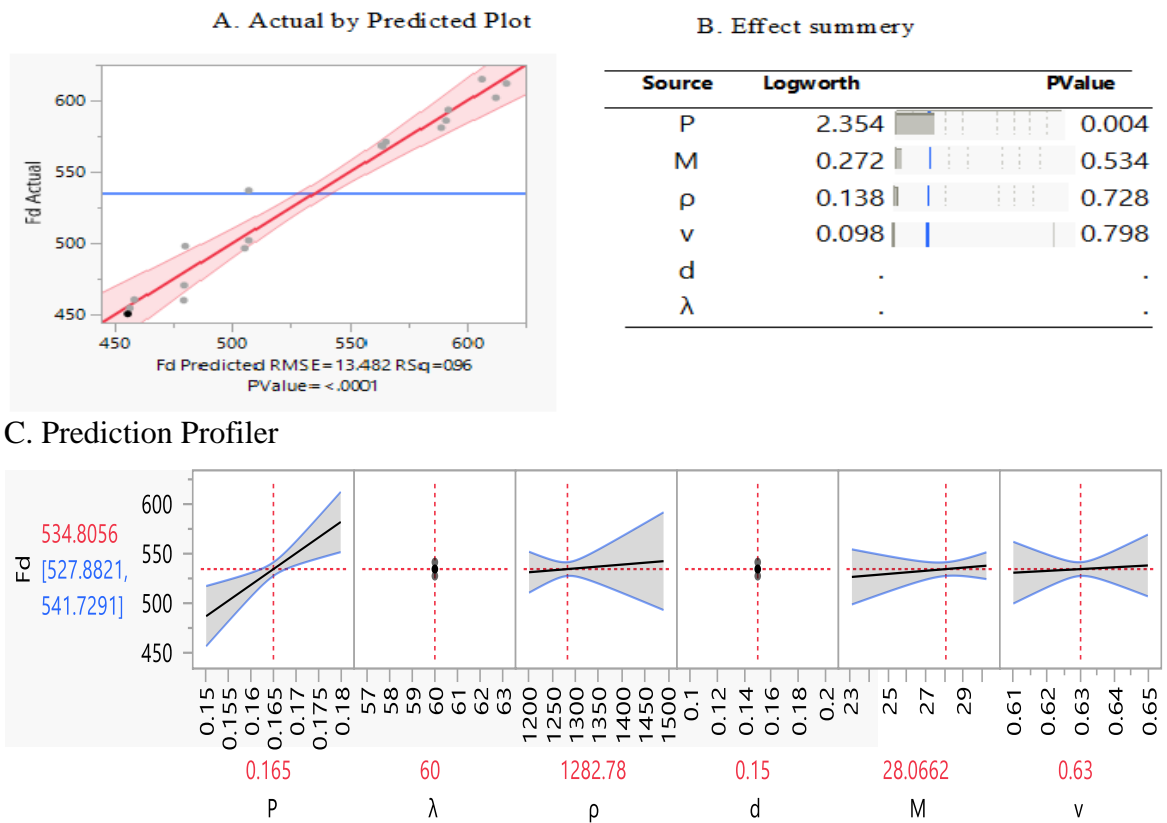 A. Actual by Predicted Plot
B. Effect summery
Source Logworth PValue
P 2.354 0.004
M 0.272 0.534
ρ 0.138 0.728
v 0.098 0.798
d . .
λ . .
Fd Actual
600
550
500
450
450 500 550 600
Fd Predicted RMSE=13.482 RSq=096
PValue=<.0001
C. Prediction Profiler
Fd
534.8056
[527.8821,
541.7291]
600
550
500
450
0.15 0.155 0.16 0.165 0.17 0.175 0.18 57 58 59 60 61 62 63 1200 1250 1300 1350 1400 1450 1500 0.1 0.12 0.14 0.16 0.18 0.2 23 25 27 29 0.61 0.62 0.63 0.64 0.65
0.165 60 1282.78 0.15 28.0662 0.63
P λ ρ d M v